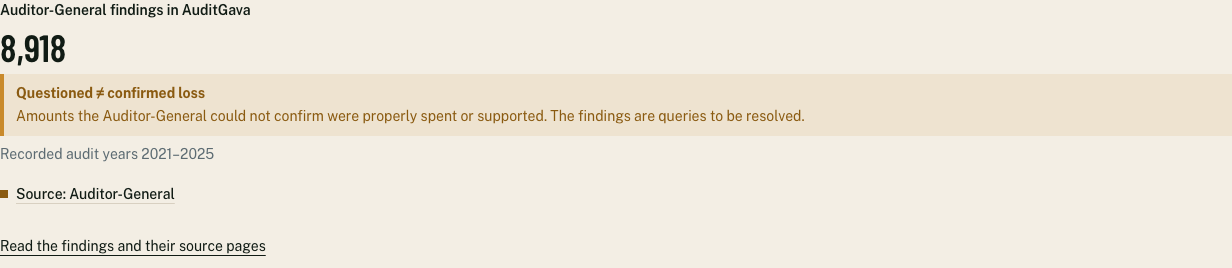 Auditor-General findings in AuditGava
8,918
Questioned ≠ confirmed loss
Amounts the Auditor-General could not confirm were properly spent or supported. The findings are queries to be resolved.
Recorded audit years 2021–2025
Source: Auditor-General
Read the findings and their source pages